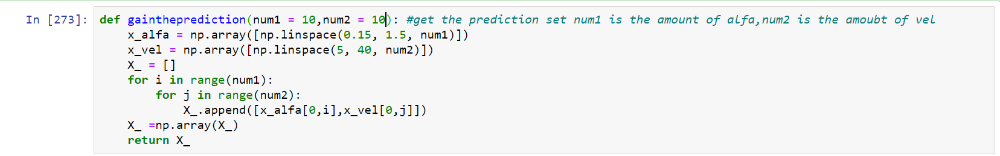 In [273]: def gaintheprediction(num1 = 10,num2 = 10): #get the prediction set num1 is the amount of alfa,num2 is the amoubt of vel
    x_alfa = np.array([np.linspace(0.15, 1.5, num1)])
    x_vel = np.array([np.linspace(5, 40, num2)])
    X_ = []
    for i in range(num1):
        for j in range(num2):
            X_.append([x_alfa[0,i],x_vel[0,j]])
    X_ =np.array(X_)
    return X_